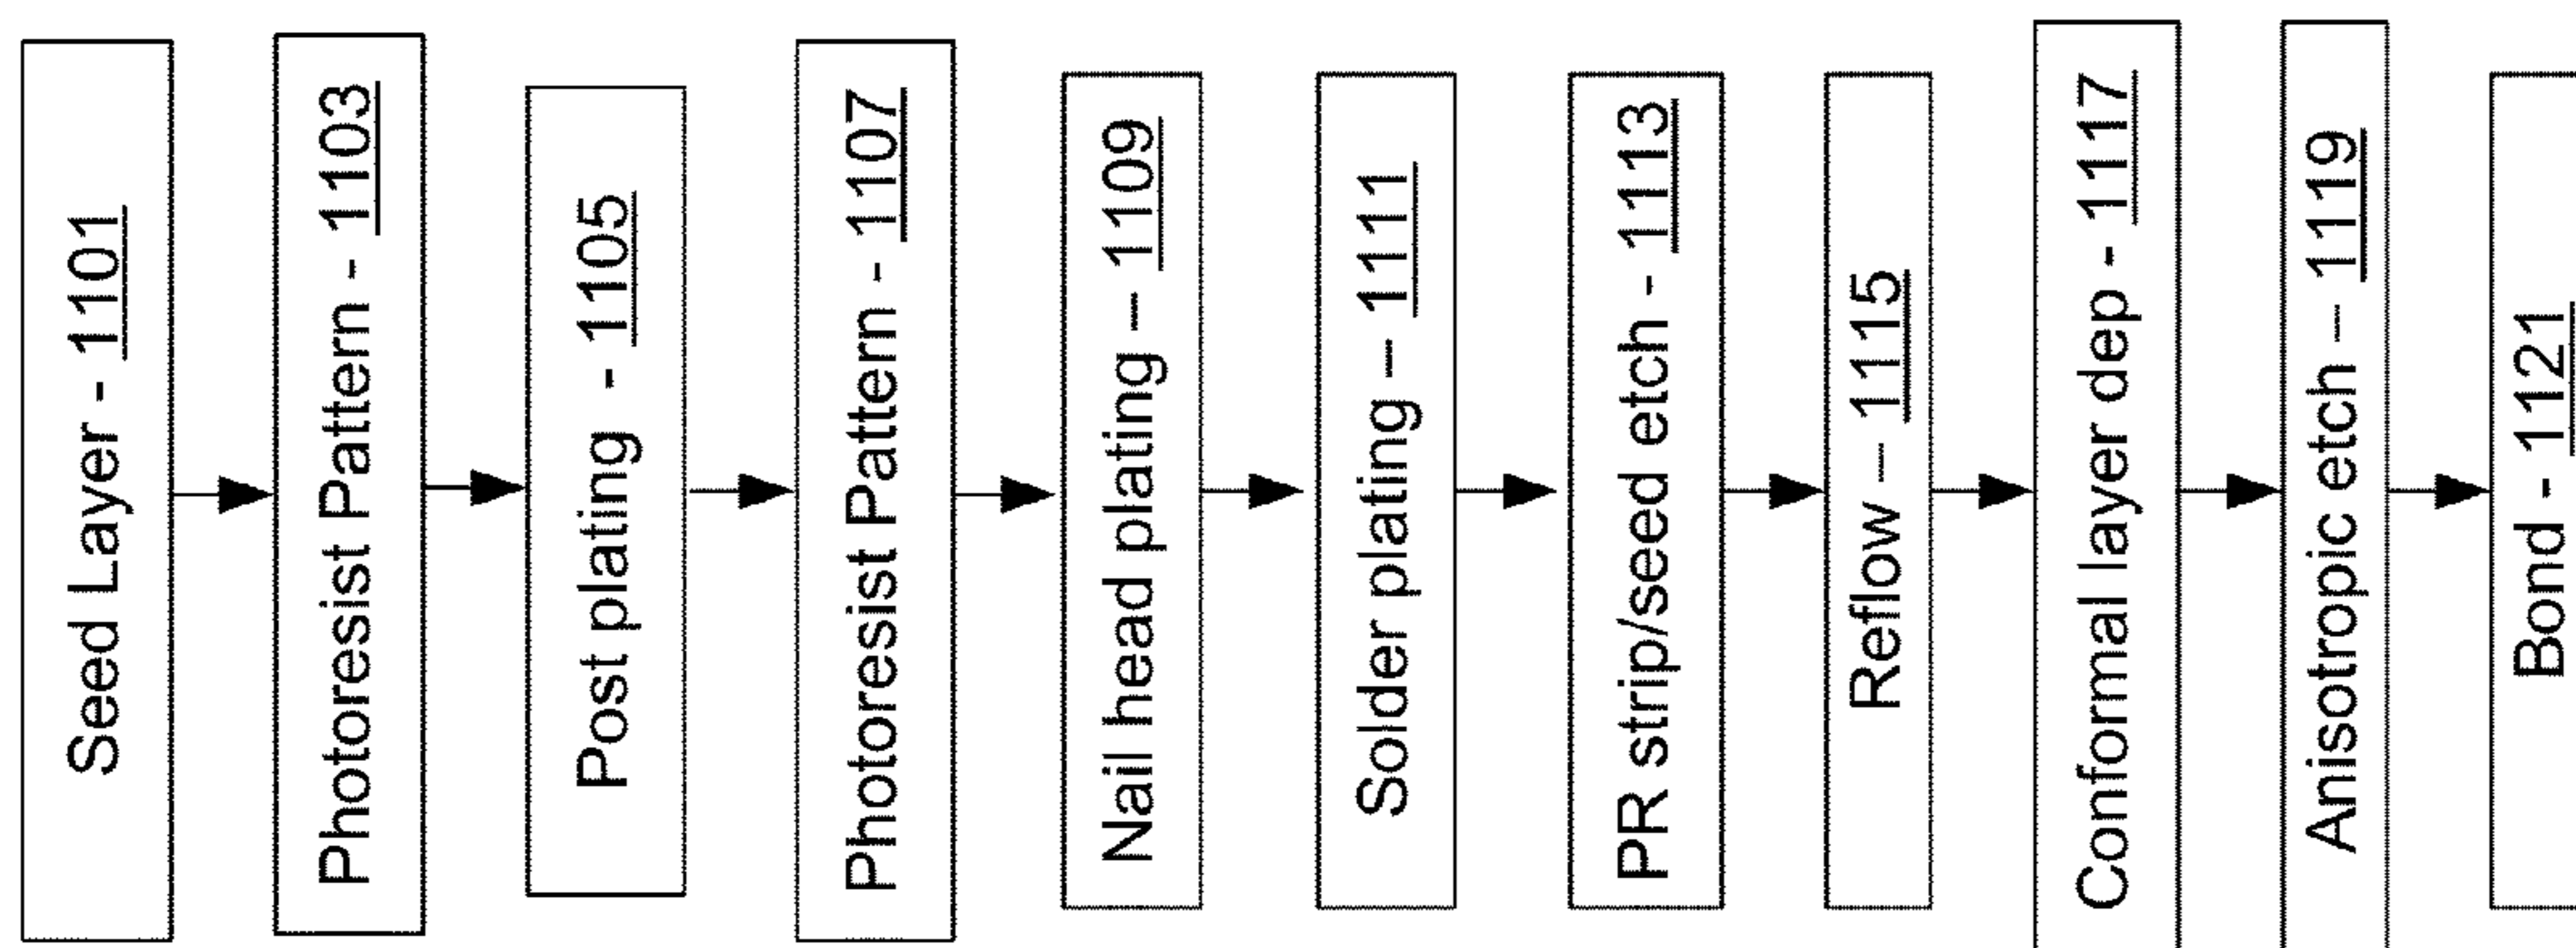 Seed Layer - 1101
Photoresist Pattern - 1103
Post plating - 1105
Photoresist Pattern - 1107
Nail head plating – 1109
Solder plating – 1111
PR strip/seed etch - 1113
Reflow – 1115
Conformal layer dep - 1117
Anisotropic etch – 1119
Bond - 1121